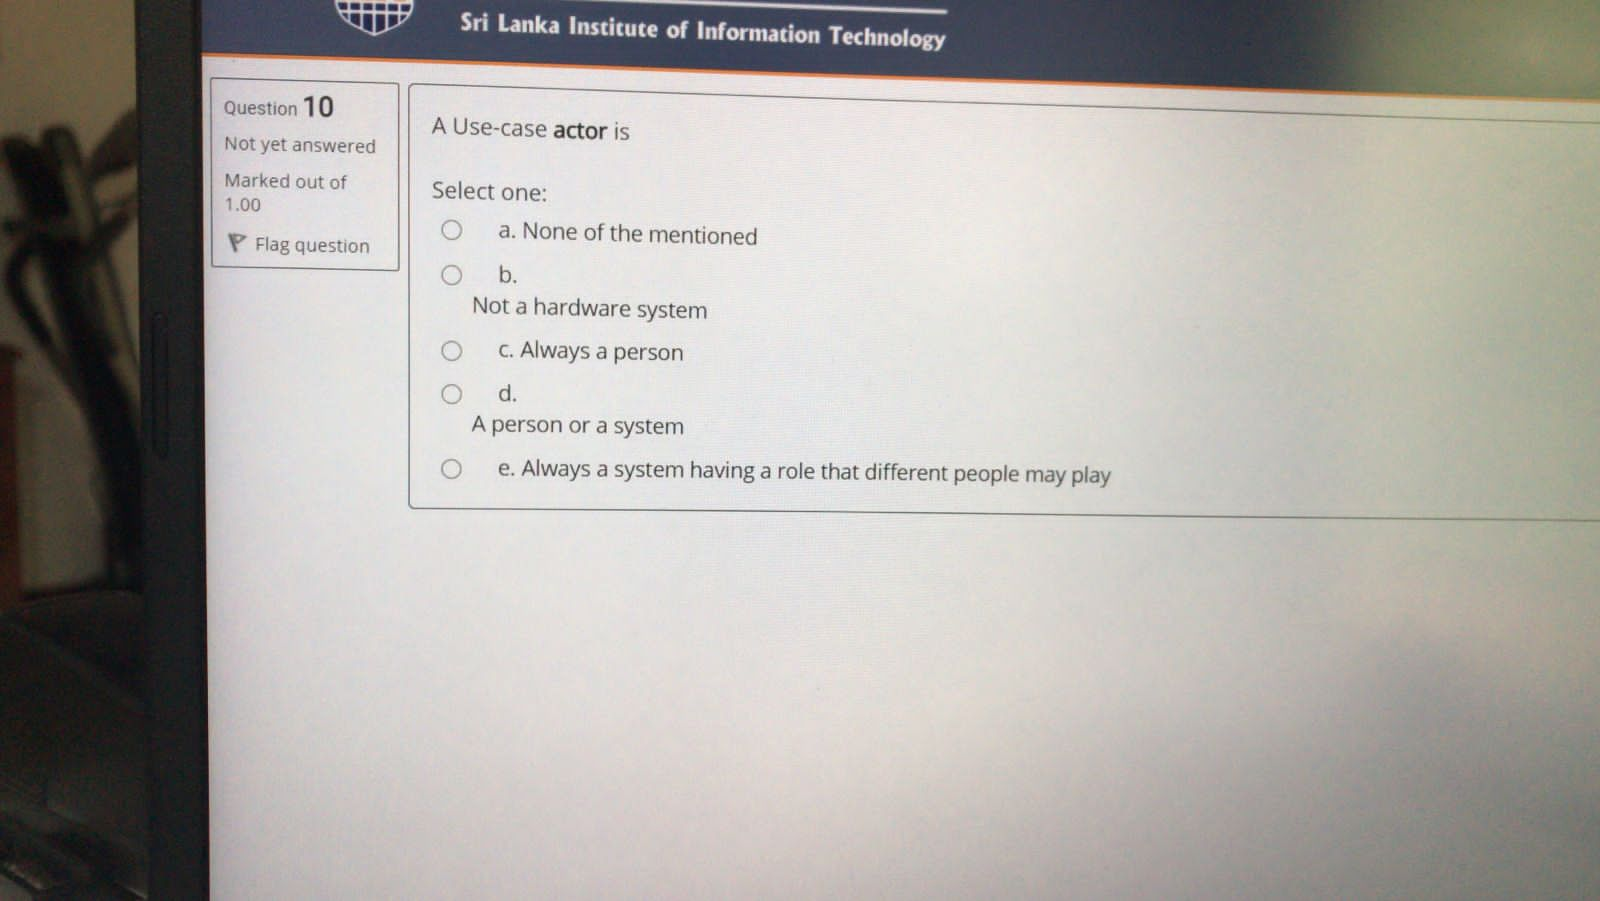 Sri Lanka Institute of Information Technology
Question 10
Not yet answered
Marked out of
1.00
Flag question
A Use-case actor is
Select one:
a. None of the mentioned
b.
Not a hardware system
c. Always a person
d.
A person or a system
e. Always a system having a role that different people may play